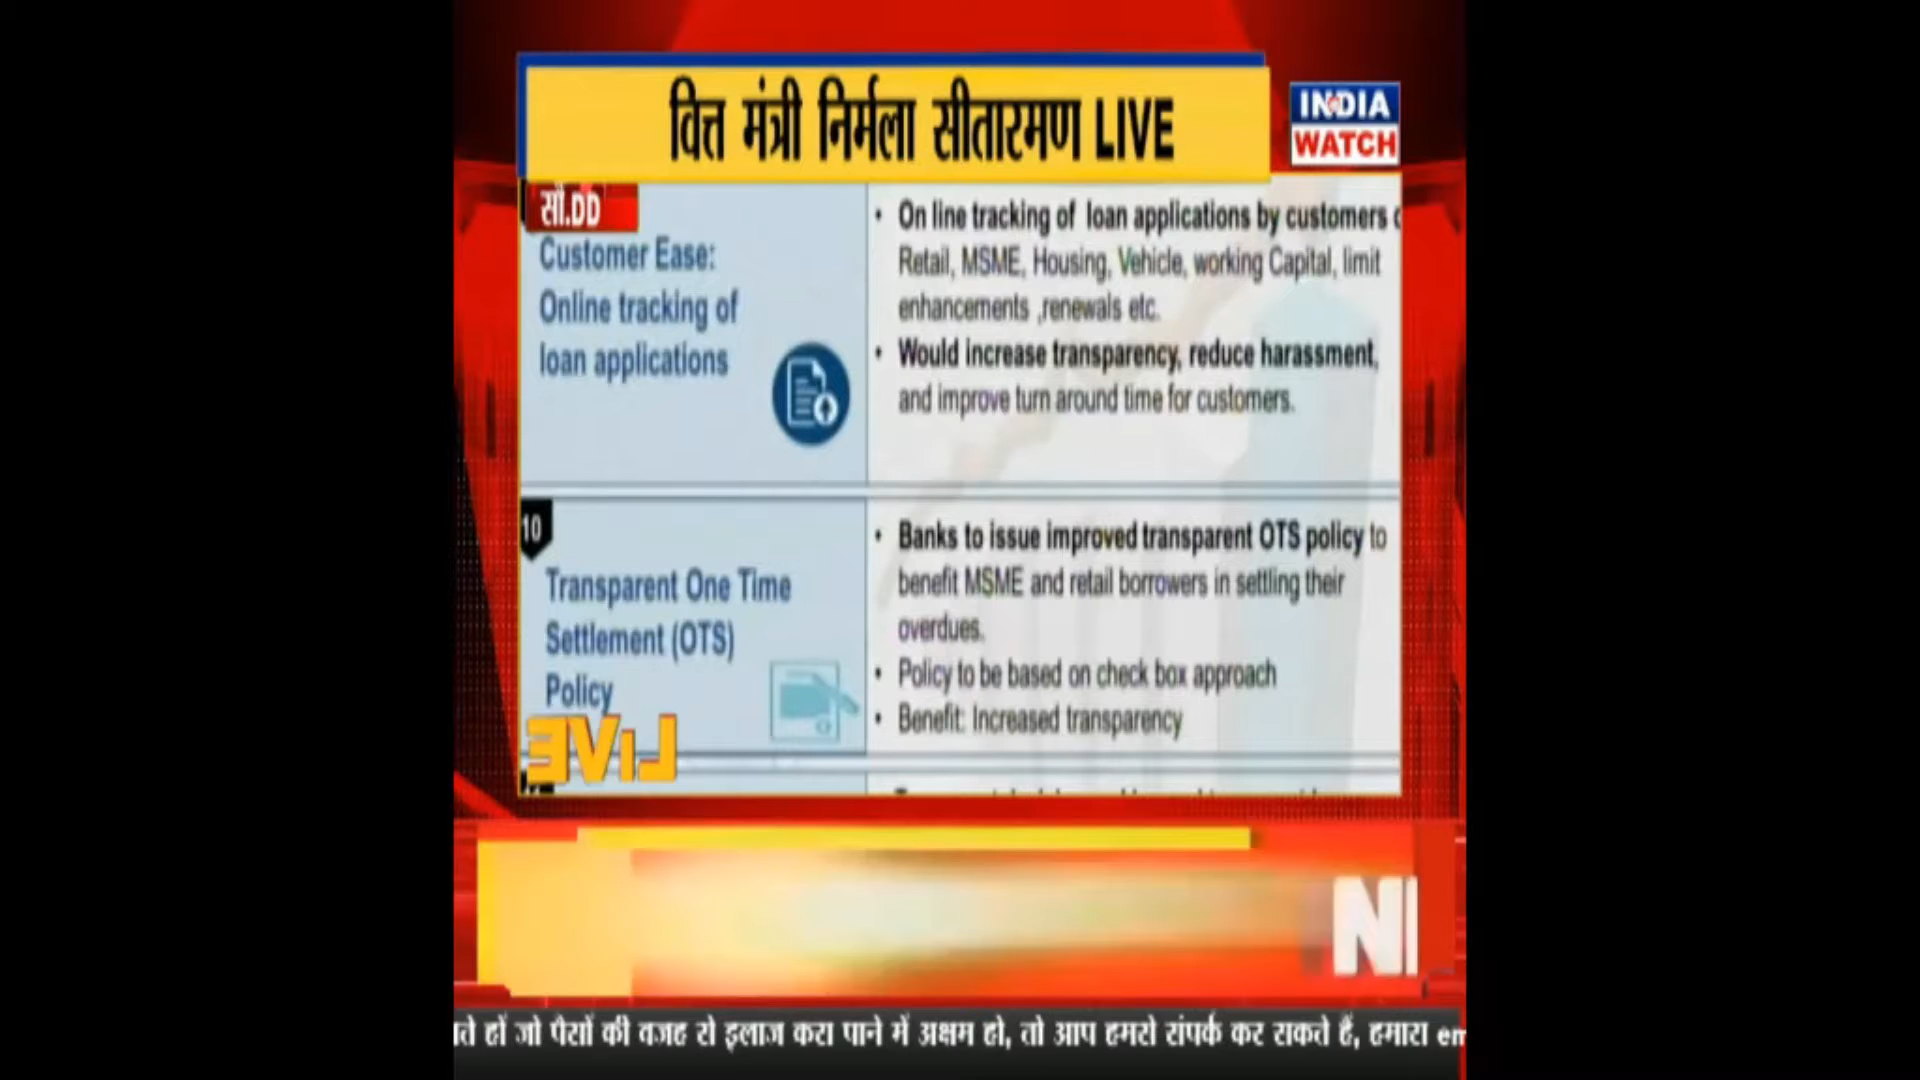 वित्त मंत्री निर्मला सीतारमण LIVE
INDIA
WATCH
सौ.DD
Customer Ease:
Online tracking of
loan applications
• On line tracking of loan applications by customers
Retail, MSME, Housing, Vehicle, working Capital, limit
enhancements ,renewals etc.
• Would increase transparency, reduce harassment,
and improve turn around time for customers.
10
Transparent One Time
Settlement (OTS)
Policy
• Banks to issue improved transparent OTS policy to
benefit MSME and retail borrowers in settling their
overdues.
• Policy to be based on check box approach
• Benefit: Increased transparency
LIVE
ते हों जो पैसों की वजह से इलाज करा पाने में अक्षम हो, तो आप हमसे संपर्क कर सकते हैं, हमारा em